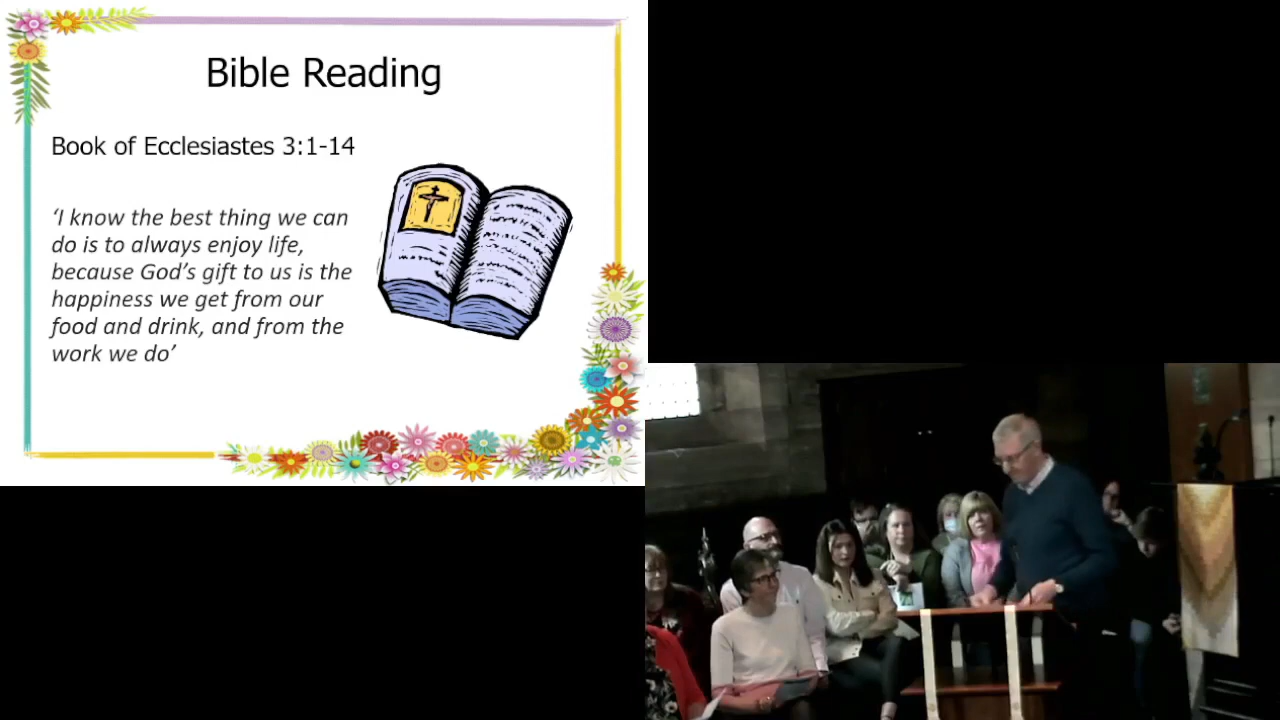 Bible Reading
Book of Ecclesiastes 3:1-14
‘I know the best thing we can
do is to always enjoy life,
because God’s gift to us is the
happiness we get from our
food and drink, and from the
work we do’